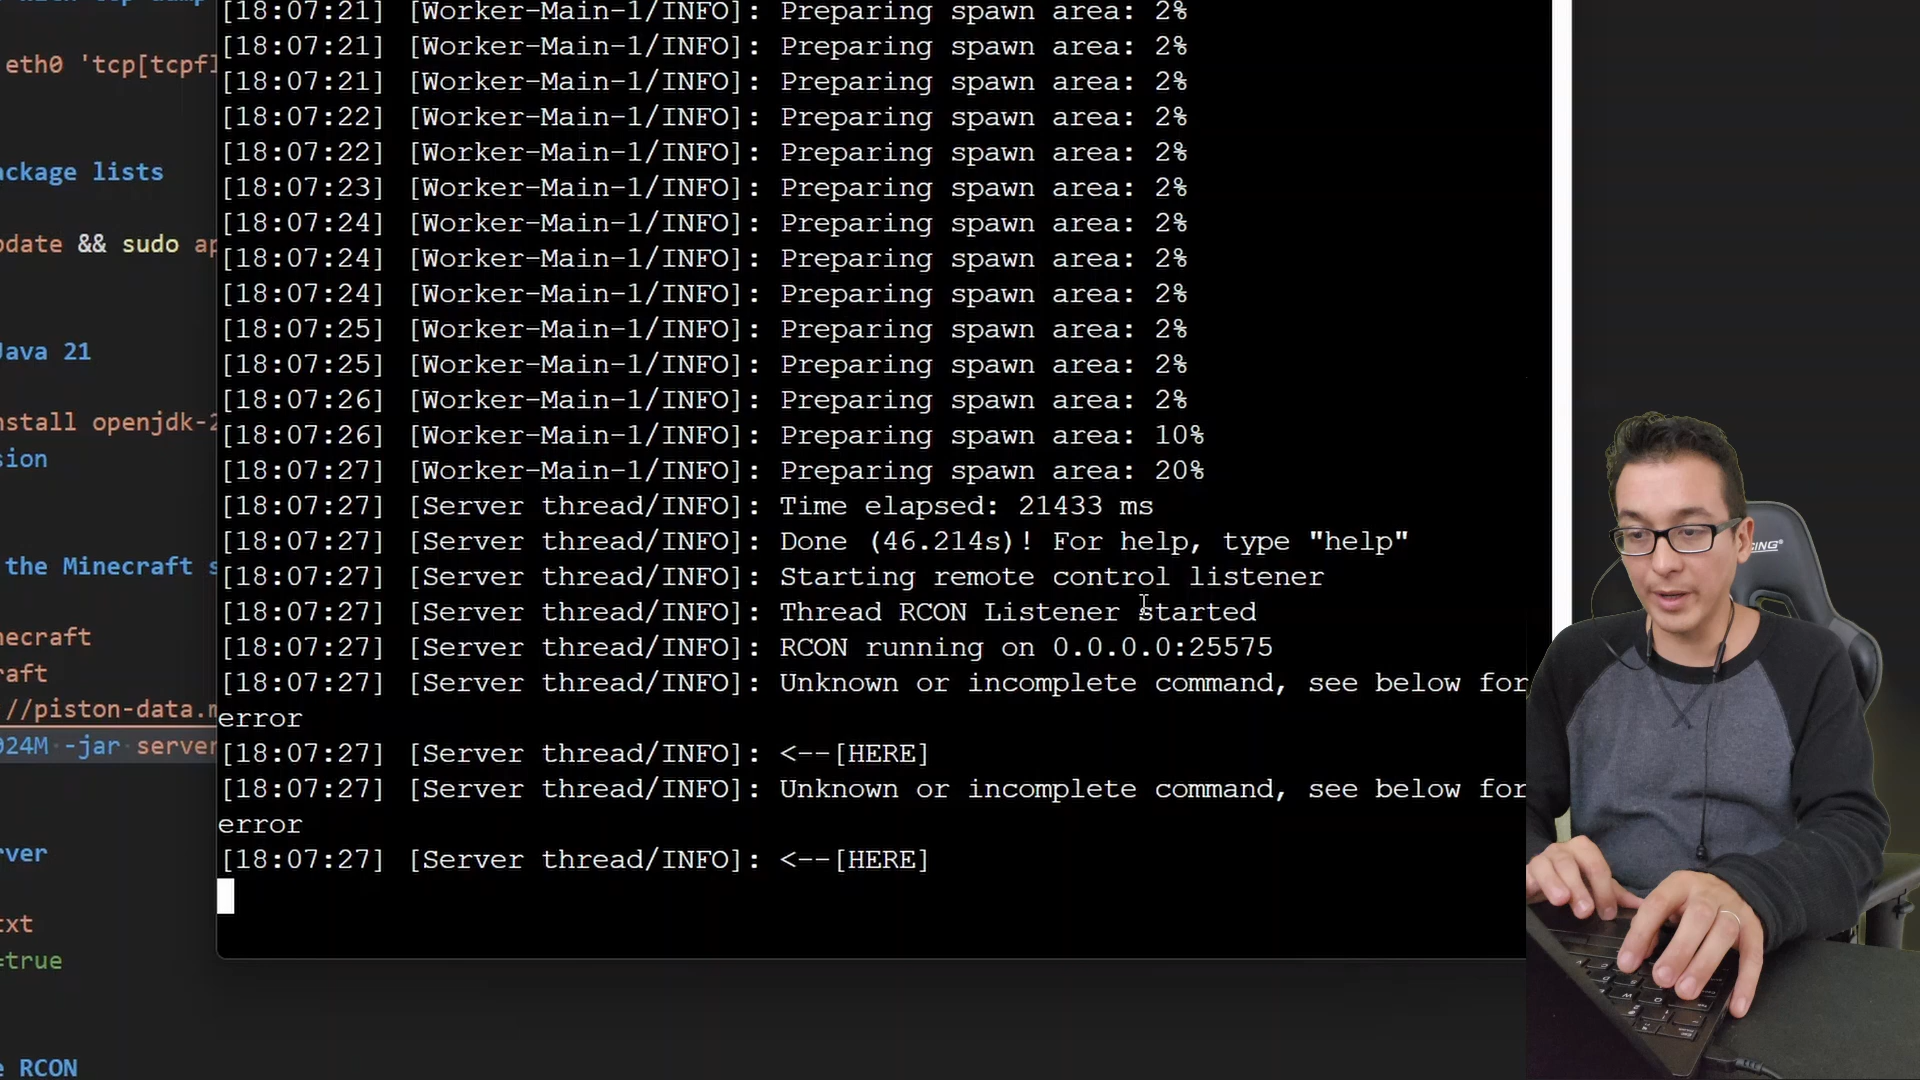 eth0 'tcp[tcpf]
ackage lists
pdate && sudo ap
Java 21
nstall openjdk-2
sion
the Minecraft s
necraft
raft
//piston-data.m
024M -jar server
rver
txt
=true
e RCON
[18:07:21] [Worker-Main-1/INFO]: Preparing spawn area: 2%
[18:07:21] [Worker-Main-1/INFO]: Preparing spawn area: 2%
[18:07:21] [Worker-Main-1/INFO]: Preparing spawn area: 2%
[18:07:22] [Worker-Main-1/INFO]: Preparing spawn area: 2%
[18:07:22] [Worker-Main-1/INFO]: Preparing spawn area: 2%
[18:07:23] [Worker-Main-1/INFO]: Preparing spawn area: 2%
[18:07:24] [Worker-Main-1/INFO]: Preparing spawn area: 2%
[18:07:24] [Worker-Main-1/INFO]: Preparing spawn area: 2%
[18:07:24] [Worker-Main-1/INFO]: Preparing spawn area: 2%
[18:07:25] [Worker-Main-1/INFO]: Preparing spawn area: 2%
[18:07:25] [Worker-Main-1/INFO]: Preparing spawn area: 2%
[18:07:26] [Worker-Main-1/INFO]: Preparing spawn area: 2%
[18:07:26] [Worker-Main-1/INFO]: Preparing spawn area: 10%
[18:07:27] [Worker-Main-1/INFO]: Preparing spawn area: 20%
[18:07:27] [Server thread/INFO]: Time elapsed: 21433 ms
[18:07:27] [Server thread/INFO]: Done (46.214s)! For help, type "help"
[18:07:27] [Server thread/INFO]: Starting remote control listener
[18:07:27] [Server thread/INFO]: Thread RCON Listener started
[18:07:27] [Server thread/INFO]: RCON running on 0.0.0.0:25575
[18:07:27] [Server thread/INFO]: Unknown or incomplete command, see below for
error
[18:07:27] [Server thread/INFO]: <--[HERE]
[18:07:27] [Server thread/INFO]: Unknown or incomplete command, see below for
error
[18:07:27] [Server thread/INFO]: <--[HERE]
CING®